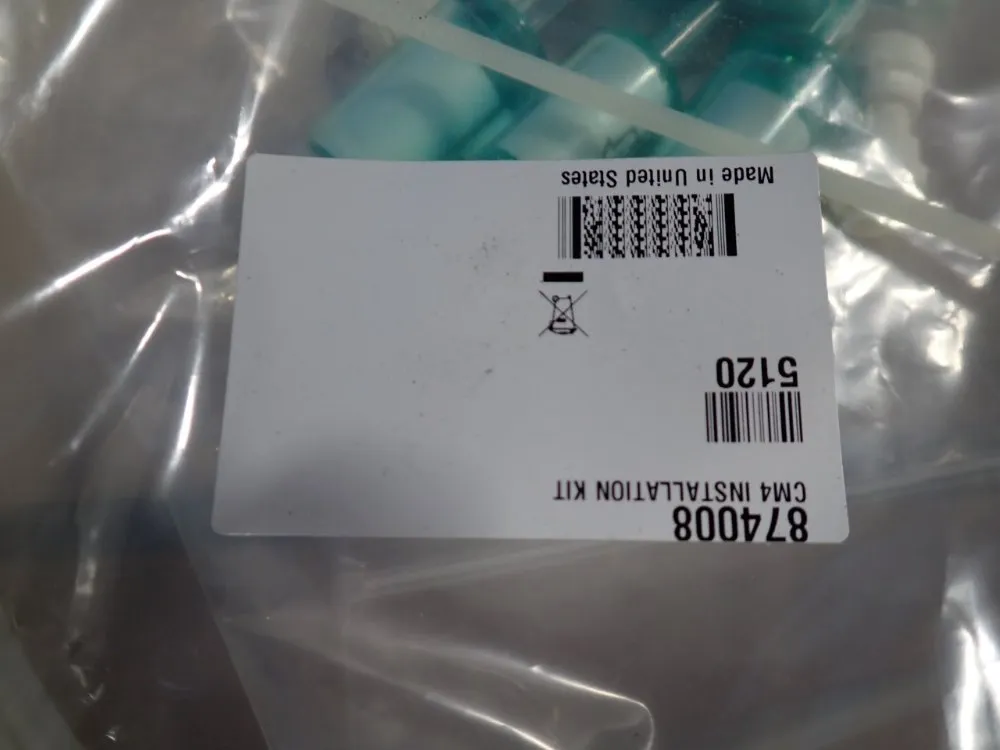 874008
CM4 INSTALLATION KIT
5120
Made in United States